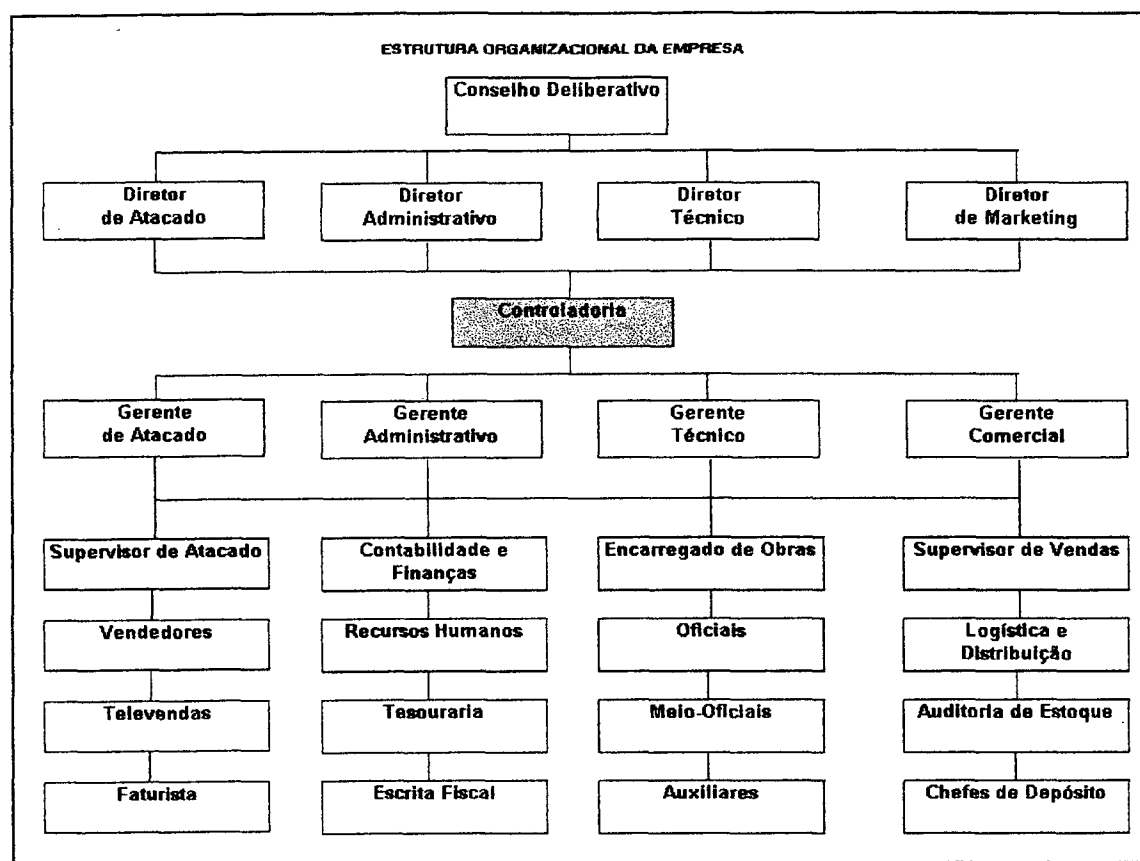 ESTRUTURA ORGANIZACIONAL DA EMPRESA
Conselho Deliberativo
Diretor
de Atacado
Diretor
Administrativo
Diretor
Técnico
Diretor
de Marketing
Controladoria
Gerente
de Atacado
Gerente
Administrativo
Gerente
Técnico
Gerente
Comercial
Supervisor de Atacado
Contabilidade e
Finanças
Encarregado de Obras
Supervisor de Vendas
Vendedores
Recursos Humanos
Oficiais
Logística e
Distribuição
Televendas
Tesouraria
Meio-Oficiais
Auditoria de Estoque
Faturista
Escrita Fiscal
Auxiliares
Chefes de Depósito